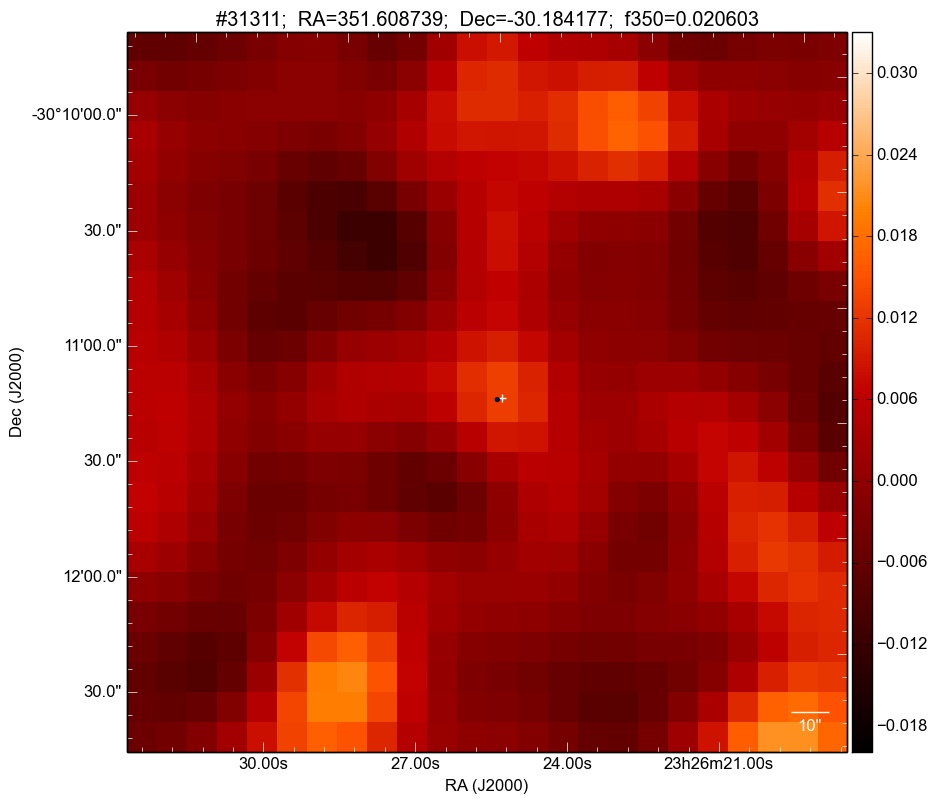 #31311;  RA=351.608739;  Dec=-30.184177;  f350=0.020603
-30°10'00.0"
30.0"
11'00.0"
30.0"
12'00.0"
30.0"
Dec (J2000)
30.00s
27.00s
24.00s
23h26m21.00s
RA (J2000)
10"
0.030
0.024
0.018
0.012
0.006
0.000
-0.006
-0.012
-0.018